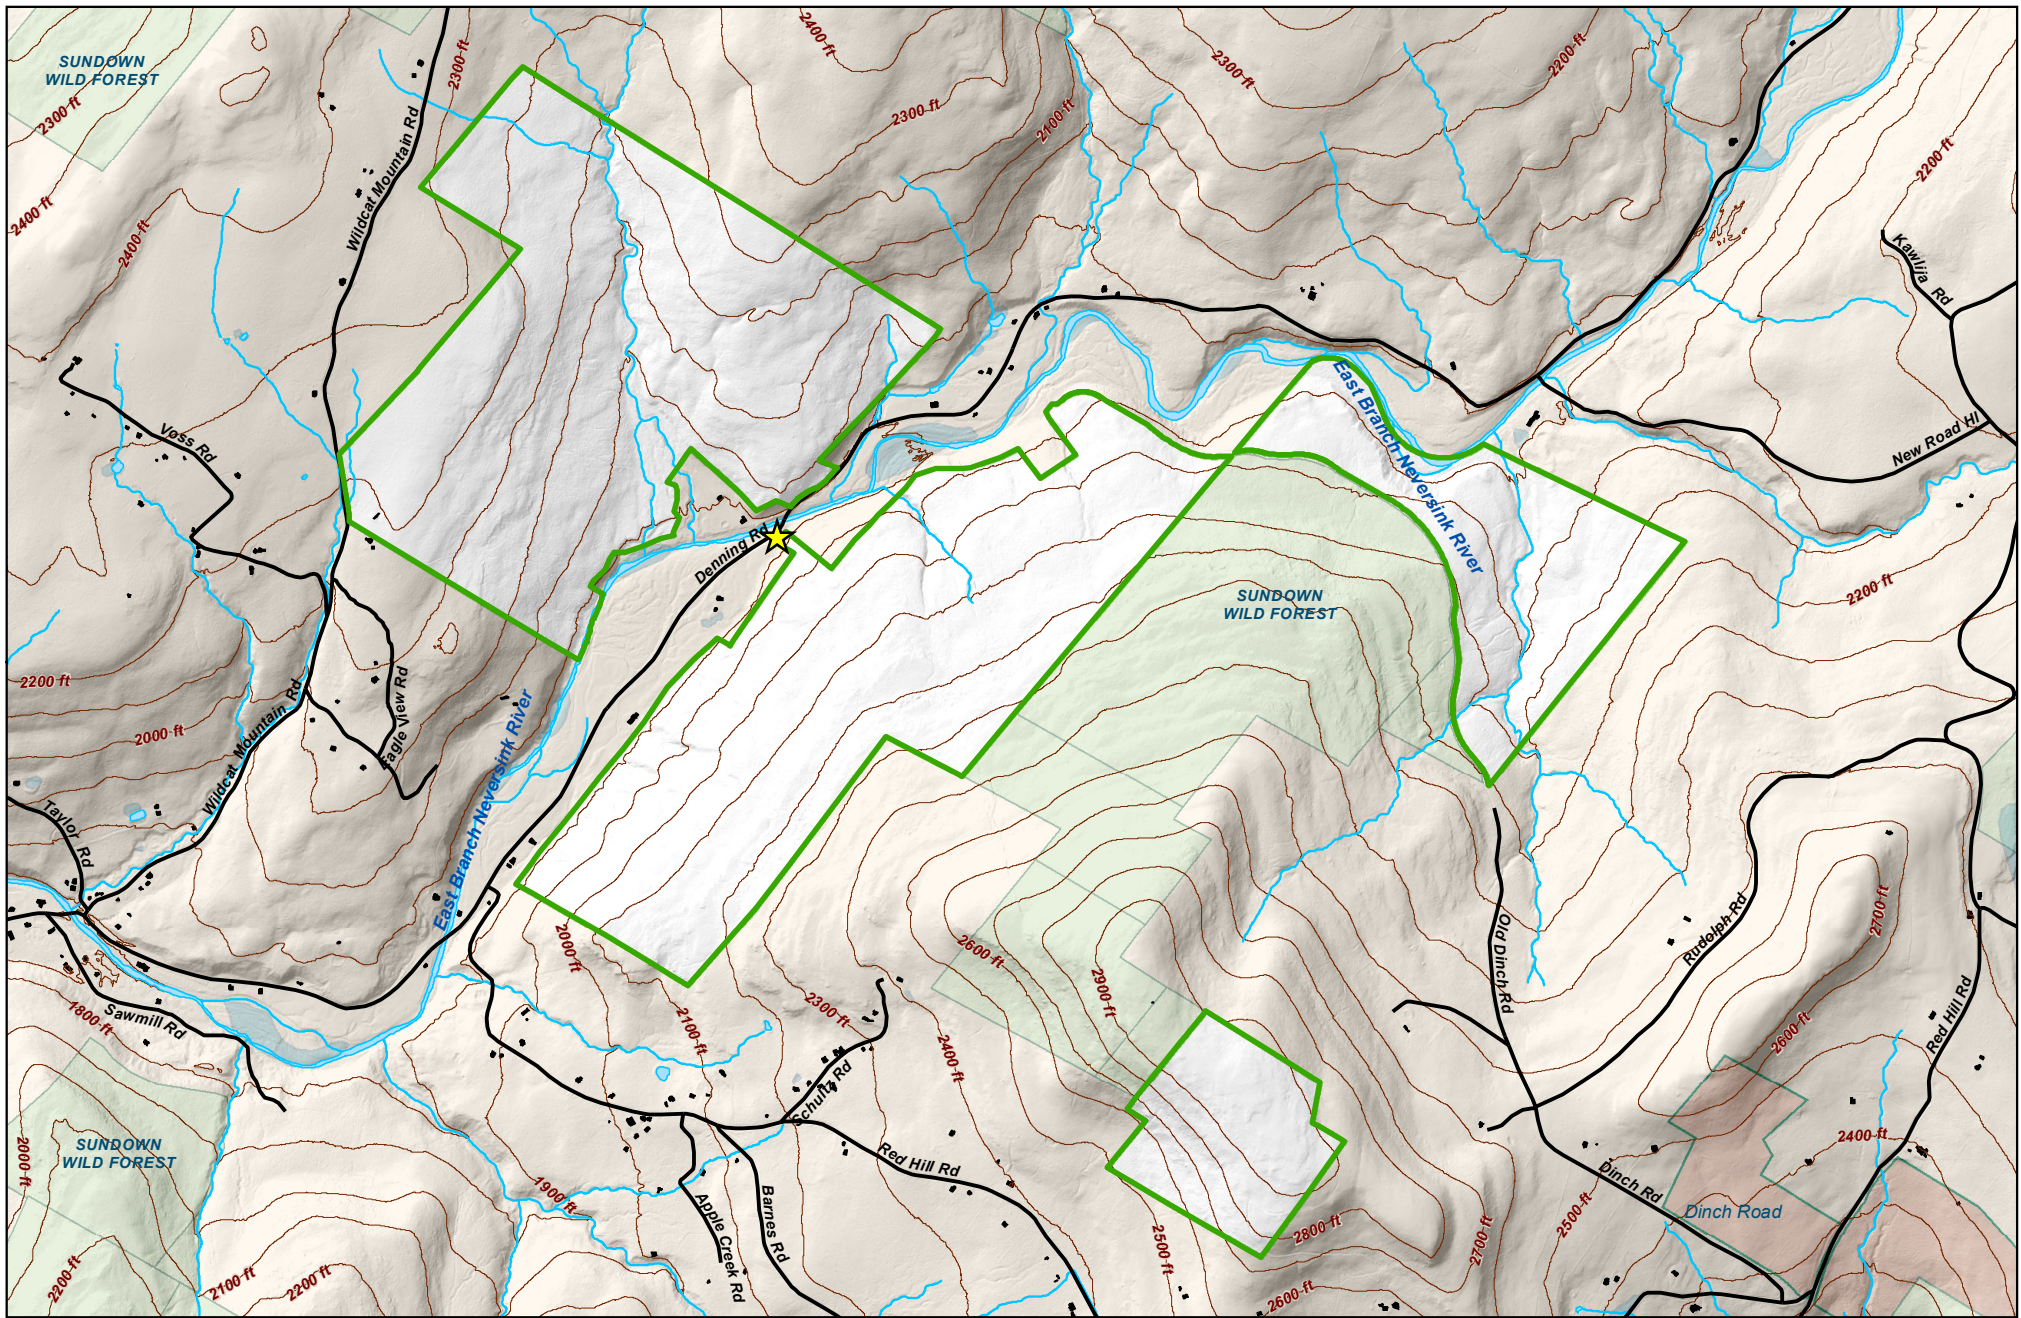 SUNDOWN
WILD FOREST
2300 ft
2400 ft
2300 ft
2200 ft
2300 ft
2300 ft
2100 ft
Wildcat Mountain Rd
2200 ft
2400 ft
2400 ft
Kawlija Rd
East Branch Neversink River
Voss Rd
New Road Hl
Denning Rd
SUNDOWN
WILD FOREST
2200 ft
2200 ft
2000 ft
Wildcat Mountain Rd
Eagle View Rd
East Branch Neversink River
Taylor Rd
2000 ft
2600 ft
2900 ft
Old Dinch Rd
Rudolph Rd
2700 ft
1800 ft
Sawmill Rd
2100 ft
2300 ft
2400 ft
2600 ft
Red Hill Rd
Schultz Rd
SUNDOWN
WILD FOREST
2000 ft
Red Hill Rd
2400 ft
1900 ft
Apple Creek Rd
Barnes Rd
Dinch Rd
Dinch Road
2500 ft
2800 ft
2700 ft
2500 ft
2200 ft
2100 ft
2200 ft
2600 ft